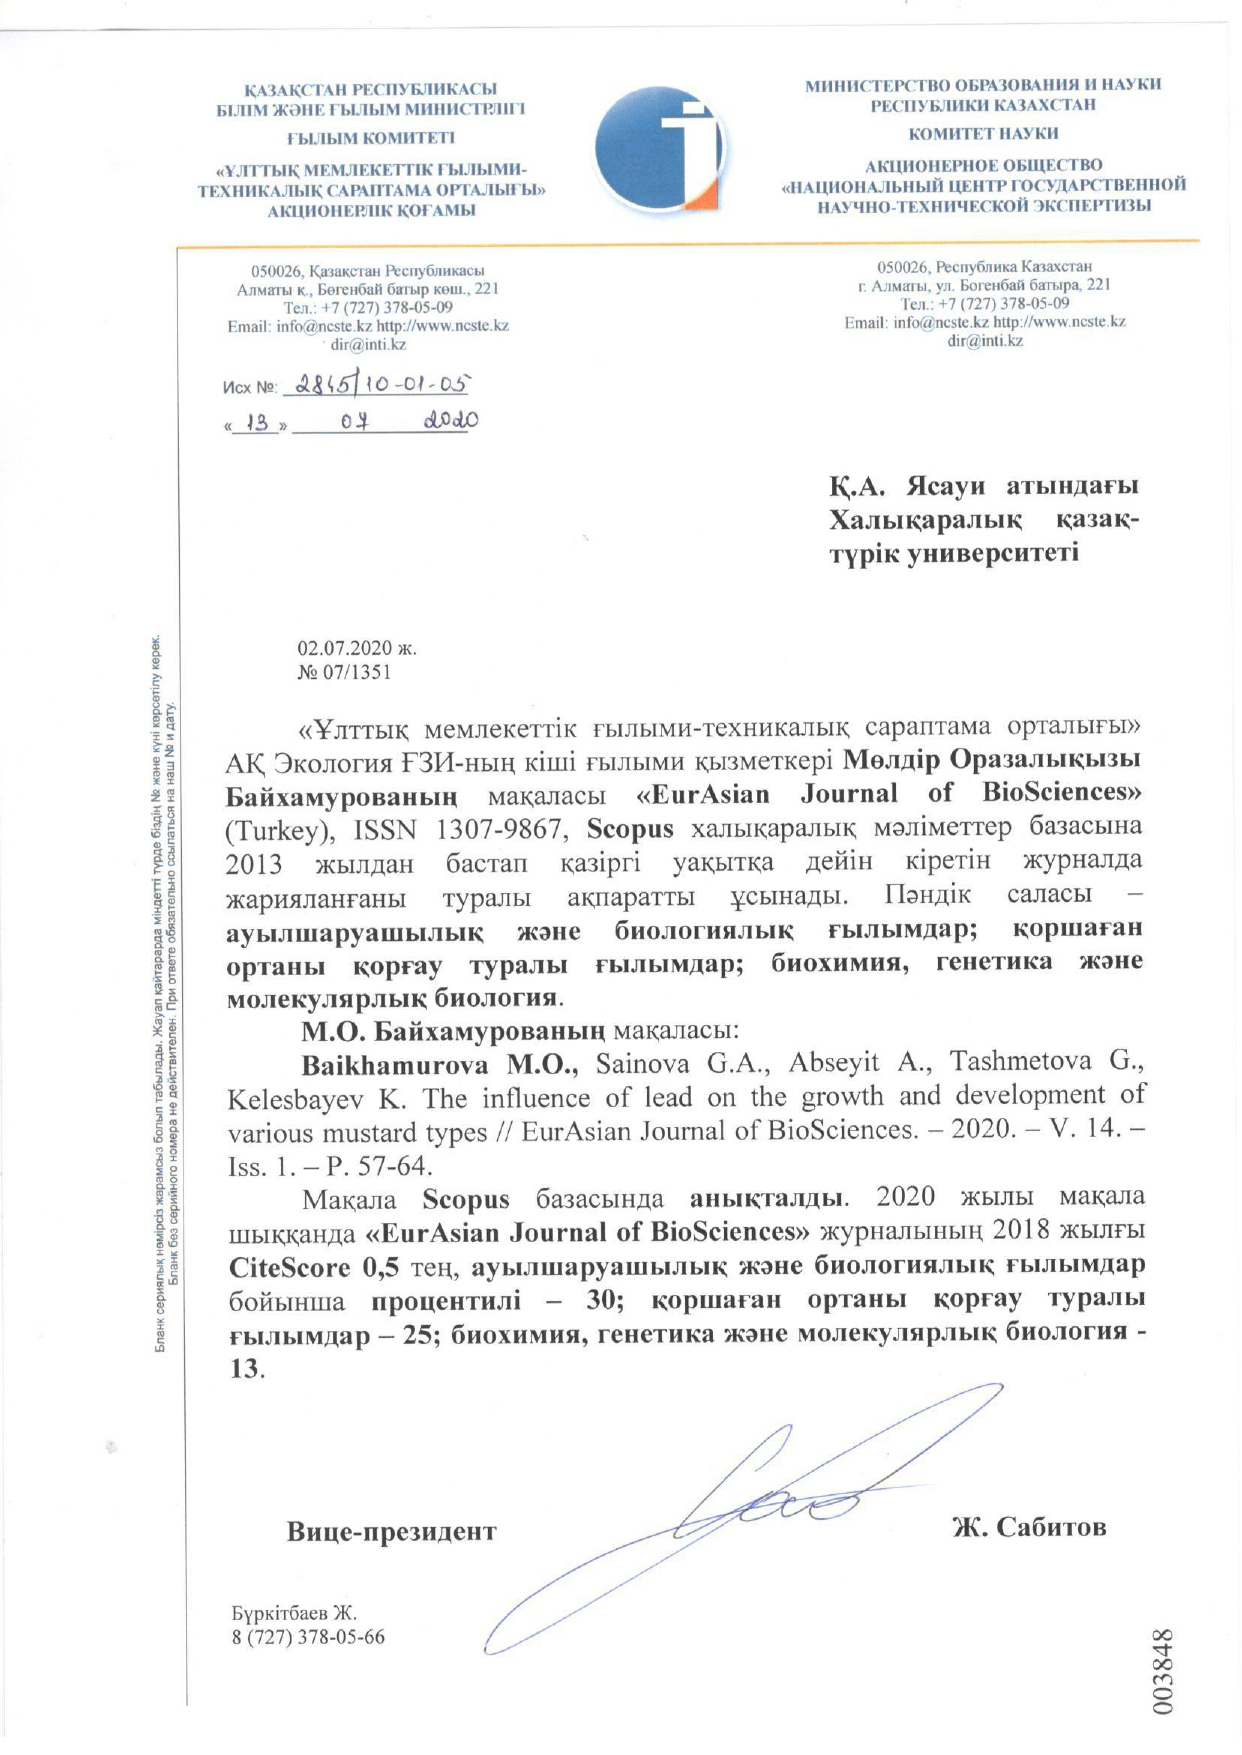 ҚАЗАҚСТАН РЕСПУБЛИКАСЫ
БІЛІМ ЖӘНЕ ҒЫЛЫМ МИНИСТРЛІГІ
ҒЫЛЫМ КОМИТЕТІ
«ҰЛТТЫҚ МЕМЛЕКЕТТІК ҒЫЛЫМИ-
ТЕХНИКАЛЫҚ САРАПТАМА ОРТАЛЫҒЫ»
АКЦИОНЕРЛІК ҚОҒАМЫ
МИНИСТЕРСТВО ОБРАЗОВАНИЯ И НАУКИ
РЕСПУБЛИКИ КАЗАХСТАН
КОМИТЕТ НАУКИ
АКЦИОНЕРНОЕ ОБЩЕСТВО
«НАЦИОНАЛЬНЫЙ ЦЕНТР ГОСУДАРСТВЕННОЙ
НАУЧНО-ТЕХНИЧЕСКОЙ ЭКСПЕРТИЗЫ
050026, Қазақстан Республикасы
Алматы қ., Бөгенбай батыр көш., 221
Тел.: +7 (727) 378-05-09
Email: info@ncste.kz http://www.ncste.kz
dir@inti.kz
050026, Республика Казахстан
г. Алматы, ул. Богенбай батыра, 221
Тел.: +7 (727) 378-05-09
Email: info@ncste.kz http://www.ncste.kz
dir@inti.kz
Исх №: 2845/10-01-05
« 13 » 07 2020
Қ.А. Ясауи атындағы
Халықаралық қазақ-
түрік университеті
02.07.2020 ж.
№ 07/1351
«Ұлттық мемлекеттік ғылыми-техникалық сараптама орталығы»
АҚ Экология ҒЗИ-ның кіші ғылыми қызметкері Мөлдір Оразалықызы
Байхамурованың мақаласы «EurAsian Journal of BioSciences»
(Turkey), ISSN 1307-9867, Scopus халықаралық мәліметтер базасына
2013 жылдан бастап қазіргі уақытқа дейін кіретін журналда
жарияланғаны туралы ақпаратты ұсынады. Пәндік саласы –
ауылшаруашылық және биологиялық ғылымдар; қоршаған
ортаны қорғау туралы ғылымдар; биохимия, генетика және
молекулярлық биология.
М.О. Байхамурованың мақаласы:
Baikhamurova M.O., Sainova G.A., Abseyit A., Tashmetova G.,
Kelesbayev K. The influence of lead on the growth and development of
various mustard types // EurAsian Journal of BioSciences. – 2020. – V. 14. –
Iss. 1. – P. 57-64.
Мақала Scopus базасында анықталды. 2020 жылы мақала
шыққанда «EurAsian Journal of BioSciences» журналының 2018 жылғы
CiteScore 0,5 тең, ауылшаруашылық және биологиялық ғылымдар
бойынша процентилі – 30; қоршаған ортаны қорғау туралы
ғылымдар – 25; биохимия, генетика және молекулярлық биология -
13.
Вице-президент
Ж. Сабитов
Бүркітбаев Ж.
8 (727) 378-05-66
003848
Бланк сериялық нөмірсіз жарамсыз болып табылады. Жауап қайтарарда міндетті түрде біздің № және күні көрсетілу керек.
Бланк без серийного номера не действителен. При ответе обязательно ссылаться на наш № и дату.